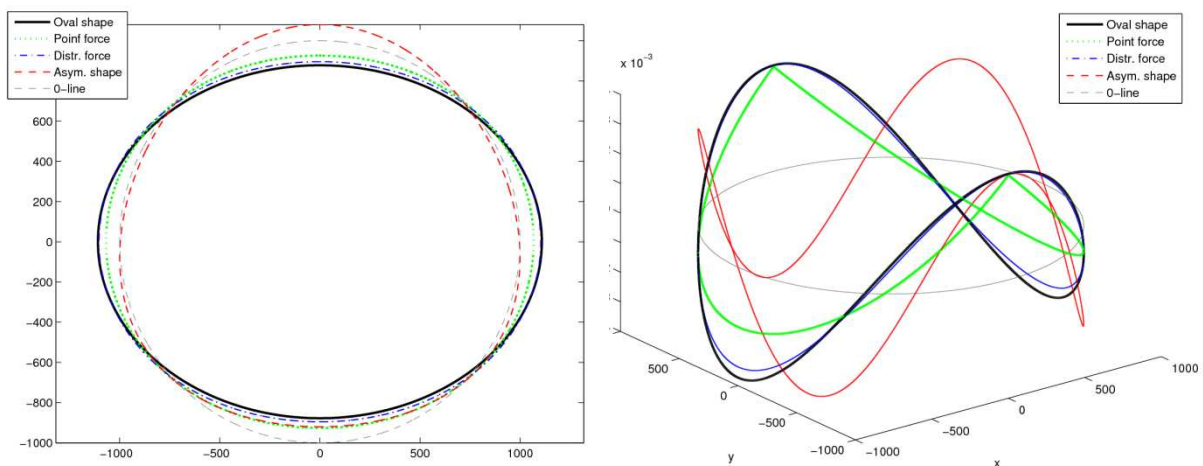 Oval shape
Poinf force
Distr. force
Asym. shape
0-line
600
400
200
0
-200
-400
-600
-800
-1000
-1000
-500
0
500
1000
Oval shape
Point force
Distr. force
Asym. shape
0-line
x 10⁻³
500
0
-500
-1000
y
-1000
-500
0
500
1000
x